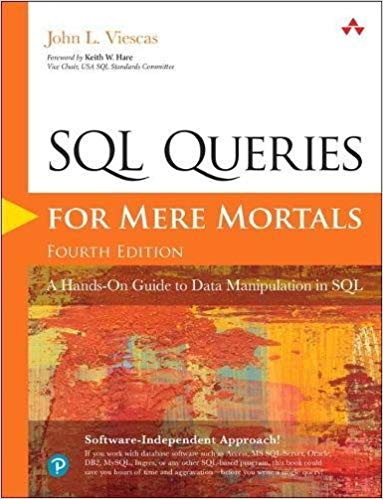 John L. Viescas
Foreword by Keith W. Hare
Vice Chair, USA SQL Standards Committee
SQL QUERIES
FOR MERE MORTALS
FOURTH EDITION
A Hands-On Guide to Data Manipulation in SQL
Software-Independent Approach!
If you work with database software such as Access, MS SQL Server, Oracle,
DB2, MySQL, Ingres, or any other SQL-based program, this book could
save you hours of time and aggravation—before you write a single query!
P